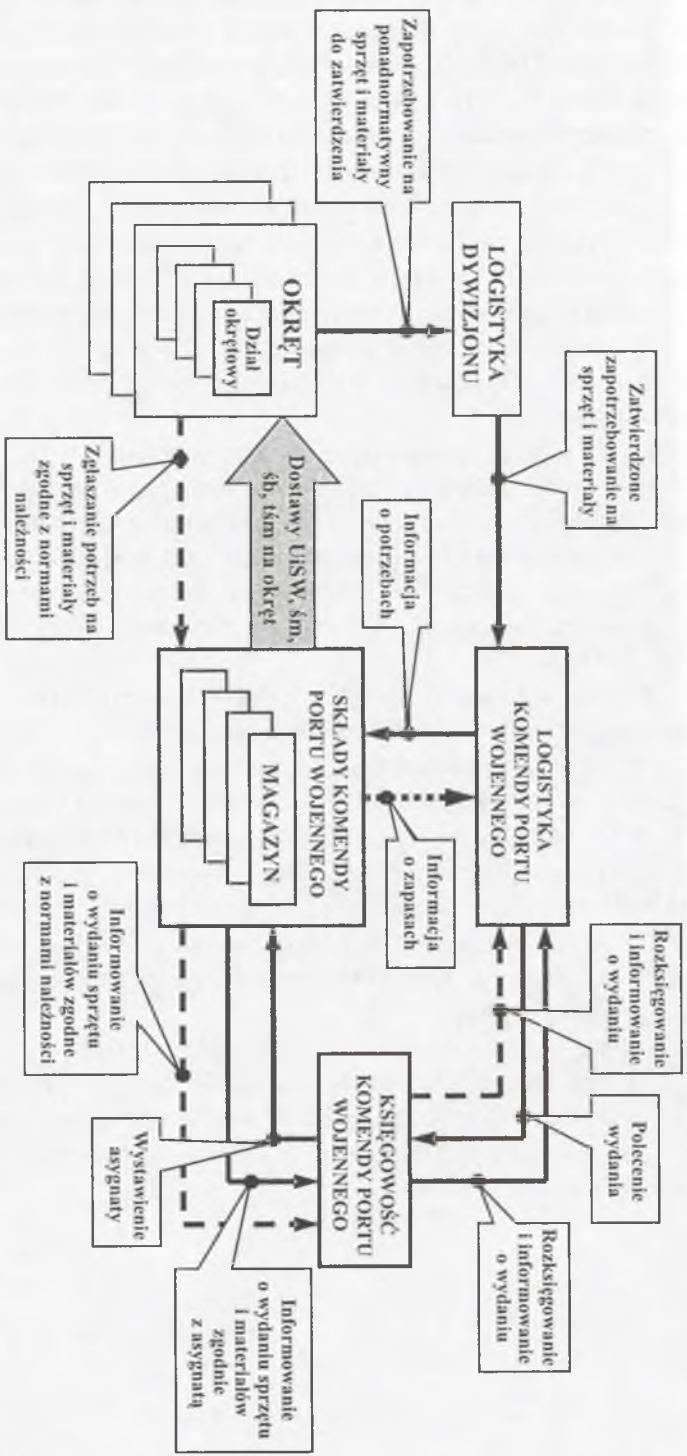 Zapotrzebowanie na
ponadnormatywny
sprzęt i materiały
do zatwierdzenia
LOGISTYKA
DYWIZJONU
Zatwierdzone
zapotrzebowanie na
sprzęt i materiały
LOGISTYKA
KOMENDY PORTU
WOJENNEGO
Rozksięgowanie
i informowanie
o wydaniu
Polecenie
wydania
Rozksięgowanie
i informowanie
o wydaniu
Informacja
o potrzebach
Informacja
o zapasach
OKRĘT
Dział
okrętowy
Dostawy UiSW, śm,
śb, tśm na okręt
SKŁADY KOMENDY
PORTU WOJENNEGO
MAGAZYN
KSIĘGOWOŚĆ
KOMENDY PORTU
WOJENNEGO
Zgłaszanie potrzeb na
sprzęt i materiały
zgodne z normami
należności
Informowanie
o wydaniu sprzętu
i materiałów zgodne
z normami należności
Wystawienie
asygnaty
Informowanie
o wydaniu sprzętu
i materiałów
zgodnie
z asygnatą